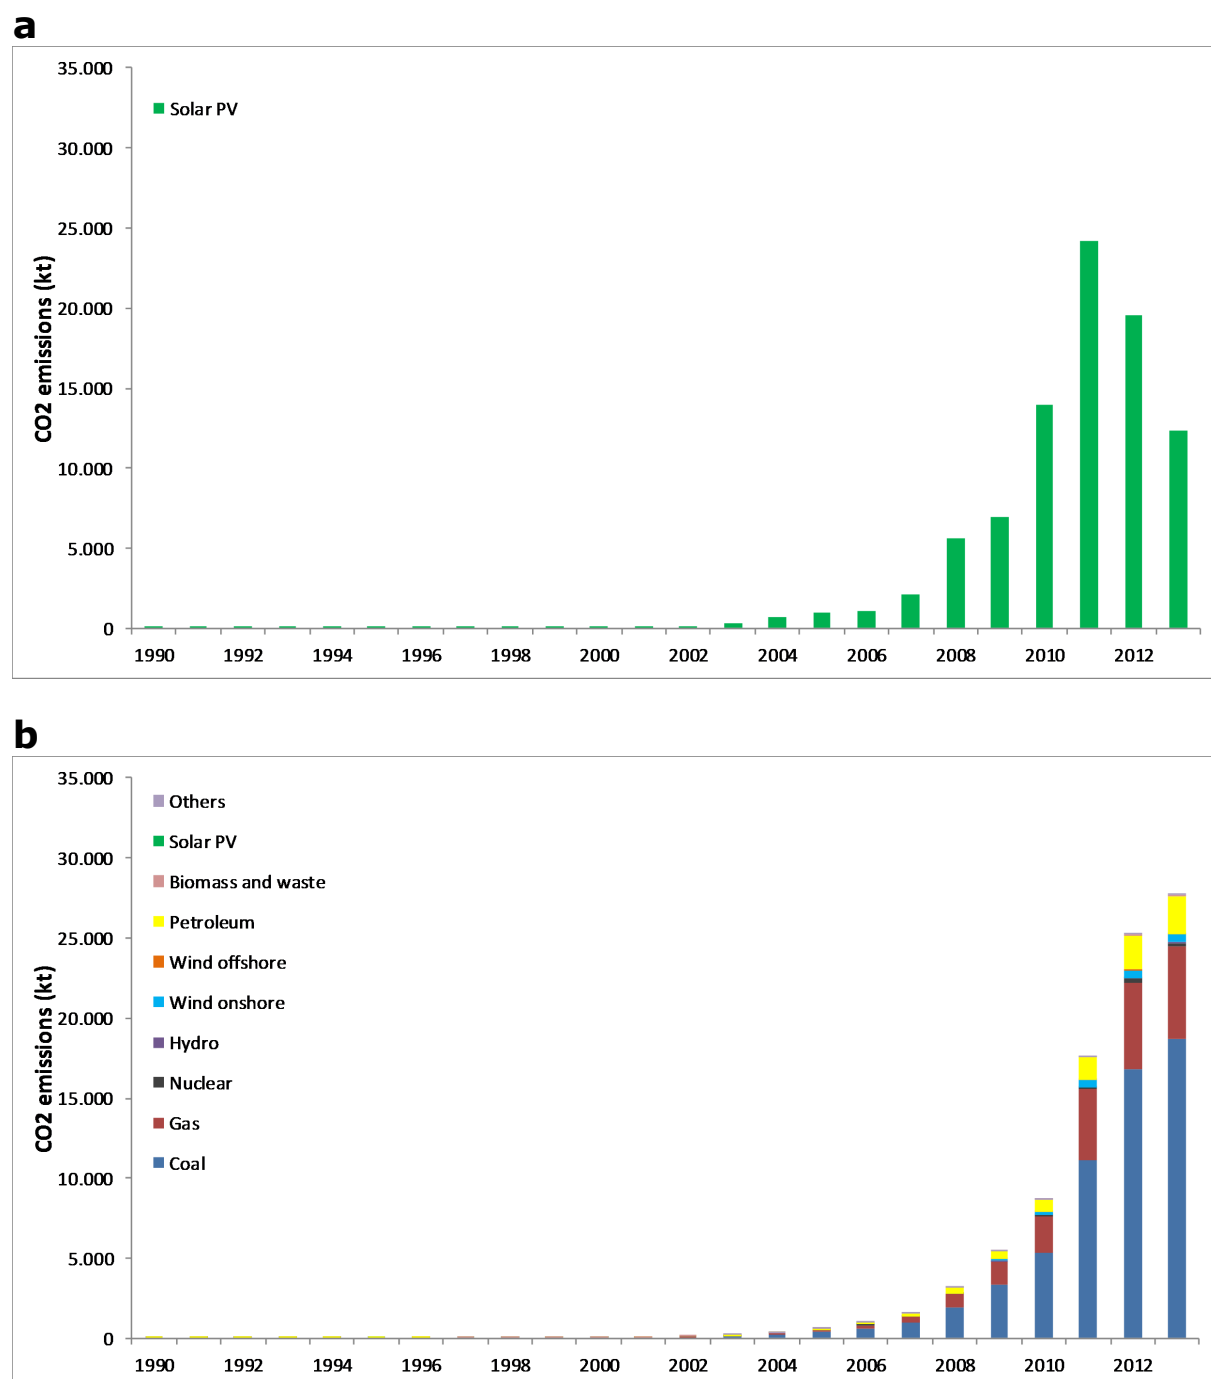 a
35.000
Solar PV
30.000
25.000
20.000
15.000
10.000
5.000
0
CO2 emissions (kt)
1990 1992 1994 1996 1998 2000 2002 2004 2006 2008 2010 2012
b
35.000
Others
Solar PV
30.000
Biomass and waste
Petroleum
25.000
Wind offshore
Wind onshore
20.000
Hydro
Nuclear
15.000
Gas
Coal
10.000
5.000
0
CO2 emissions (kt)
1990 1992 1994 1996 1998 2000 2002 2004 2006 2008 2010 2012